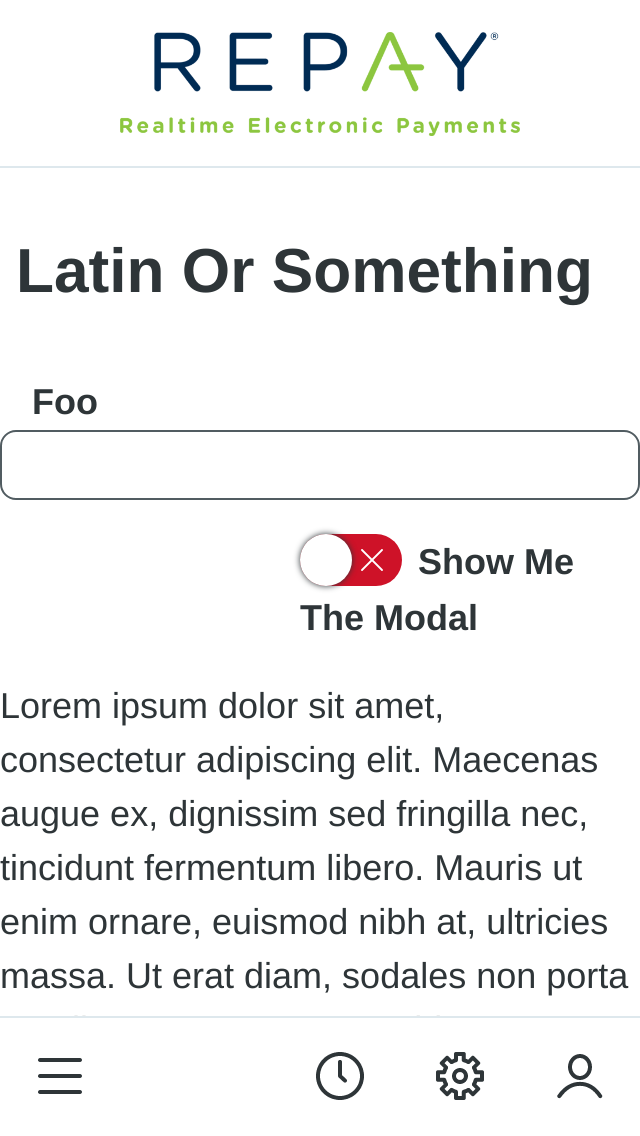 REPAY®
Realtime Electronic Payments
Latin Or Something
Foo
Show Me
The Modal
Lorem ipsum dolor sit amet,
consectetur adipiscing elit. Maecenas
augue ex, dignissim sed fringilla nec,
tincidunt fermentum libero. Mauris ut
enim ornare, euismod nibh at, ultricies
massa. Ut erat diam, sodales non porta